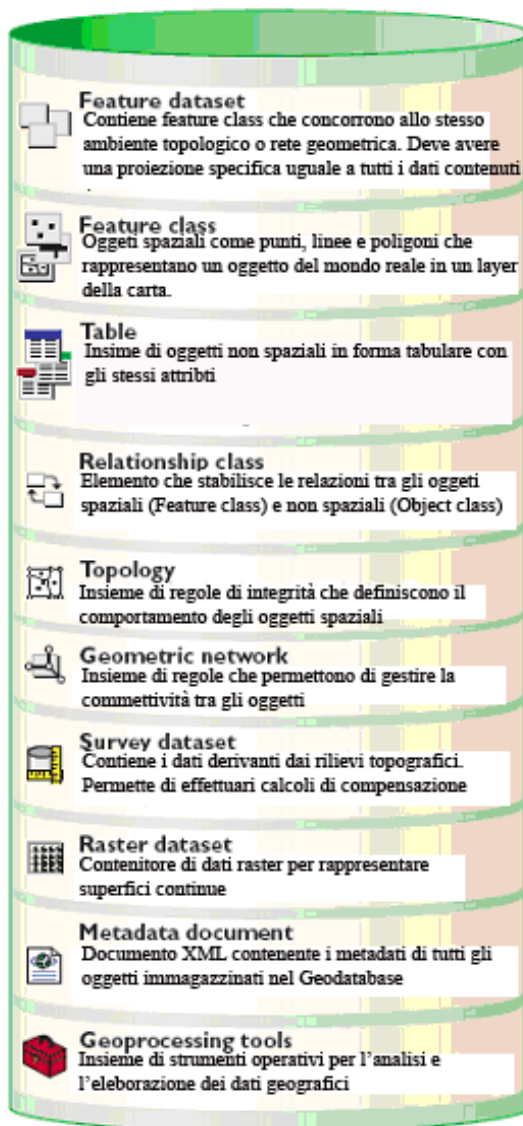 Feature dataset
Contiene feature class che concorrono allo stesso
ambiente topologico o rete geometrica. Deve avere
una proiezione specifica uguale a tutti i dati contenuti
.
Feature class
Oggeti spaziali come punti, linee e poligoni che
rappresentano un oggetto del mondo reale in un layer
della carta.
Table
Insime di oggetti non spaziali in forma tabulare con
gli stessi attribti
Relationship class
Elemento che stabilisce le relazioni tra gli oggeti
spaziali (Feature class) e non spaziali (Object class)
Topology
Insieme di regole di integrità che definiscono il
comportamento degli oggetti spaziali
Geometric network
Insieme di regole che permettono di gestire la
commettività tra gli oggetti
Survey dataset
Contiene i dati derivanti dai rilievi topografici.
Permette di effettuari calcoli di compensazione
Raster dataset
Contenitore di dati raster per rappresentare
superfici continue
Metadata document
Documento XML contenente i metadati di tutti gli
oggetti immagazzinati nel Geodatabase
Geoprocessing tools
Insieme di strumenti operativi per l'analisi e
l'eleborazione dei dati geografici